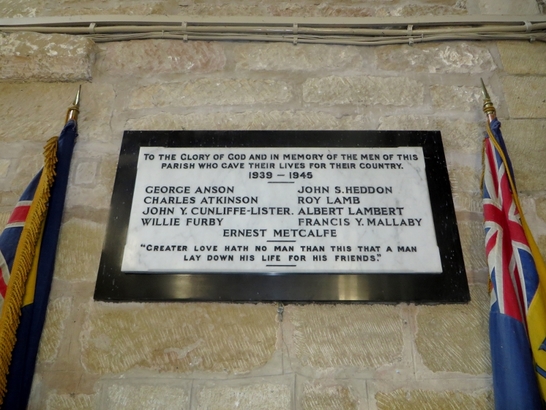 TO THE GLORY OF GOD AND IN MEMORY OF THE MEN OF THIS
PARISH WHO GAVE THEIR LIVES FOR THEIR COUNTRY.
1939 — 1945
GEORGE ANSON JOHN S. HEDDON
CHARLES ATKINSON ROY LAMB
JOHN Y. CUNLIFFE-LISTER. ALBERT LAMBERT
WILLIE FURBY FRANCIS Y. MALLABY
ERNEST METCALFE
"GREATER LOVE HATH NO MAN THAN THIS THAT A MAN
LAY DOWN HIS LIFE FOR HIS FRIENDS."